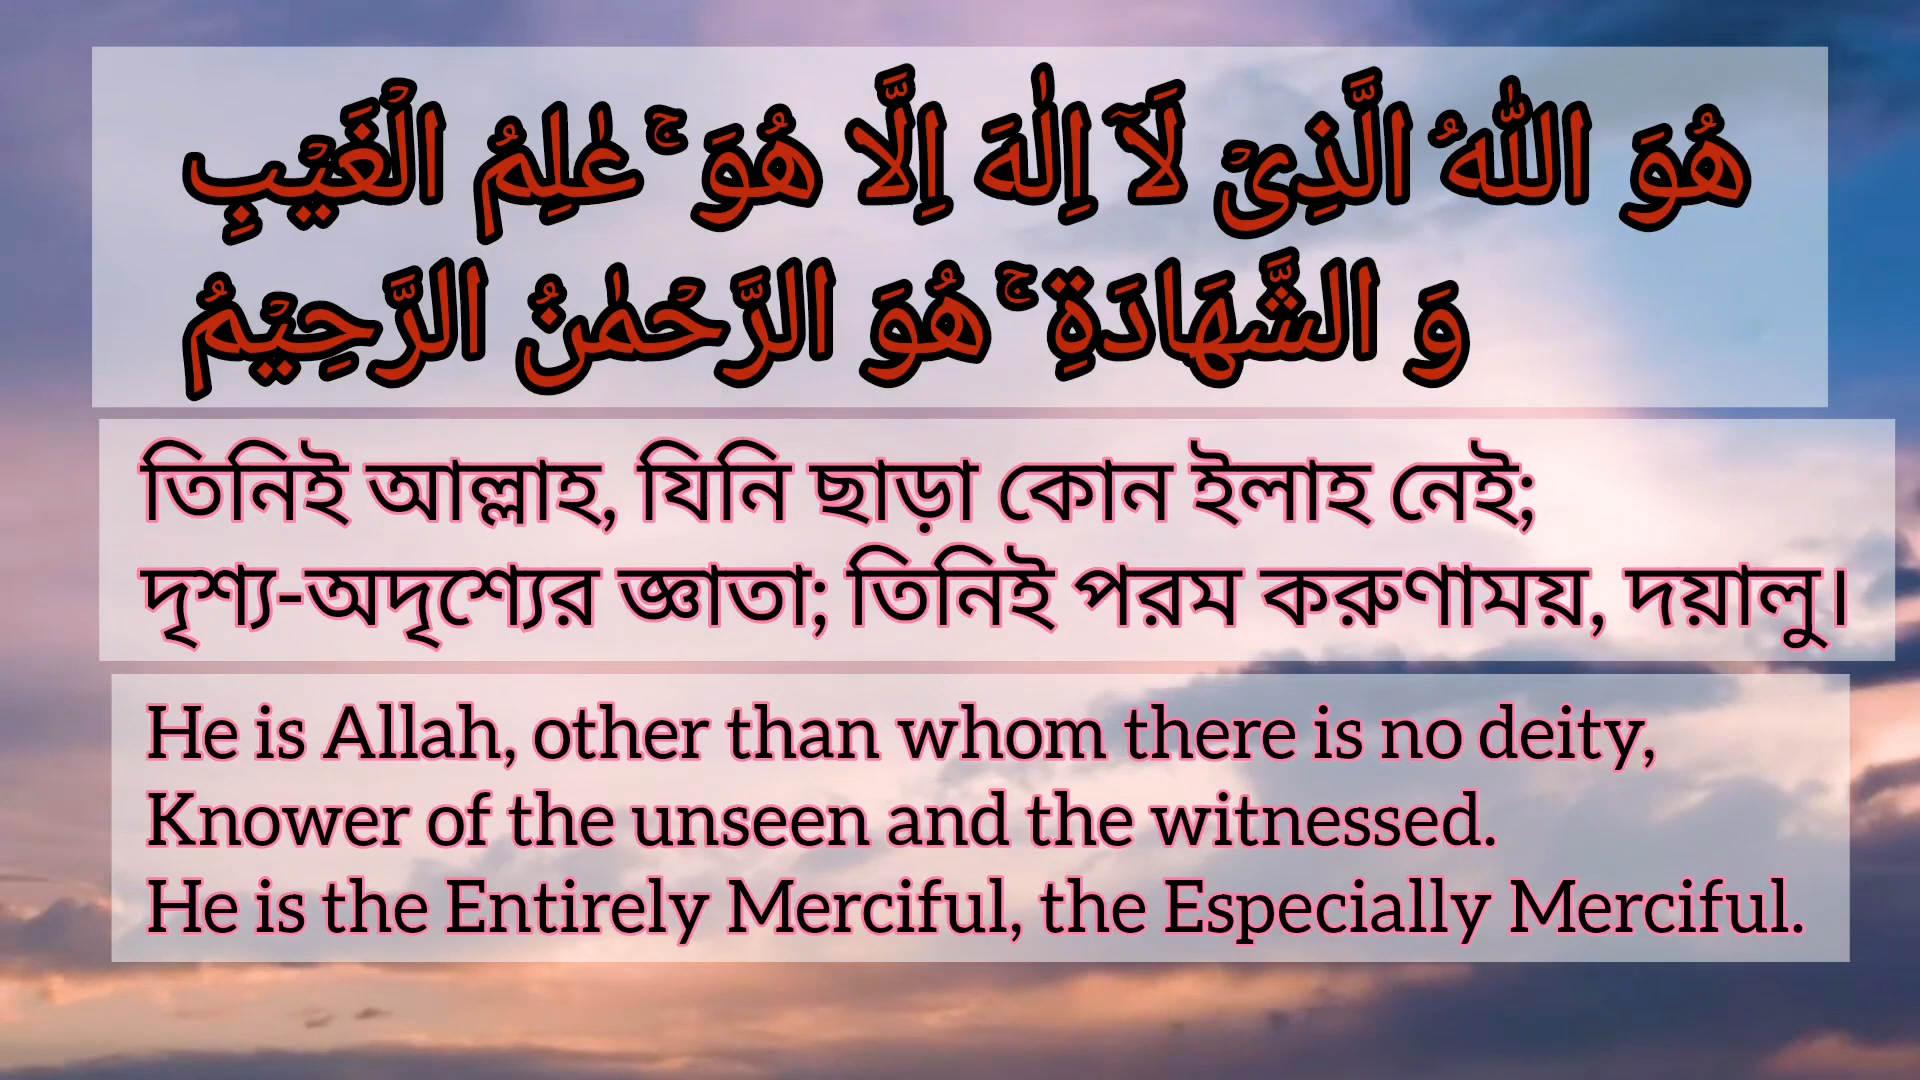 هُوَ اللّٰهُ الَّذِیْ لَاۤ اِلٰهَ اِلَّا هُوَ ۚ عٰلِمُ الْغَیْبِ
وَ الشَّهَادَةِ ۚ هُوَ الرَّحْمٰنُ الرَّحِیْمُ
তিনিই আল্লাহ, যিনি ছাড়া কোন ইলাহ নেই;
দৃশ্য-অদৃশ্যের জ্ঞাতা; তিনিই পরম করুণাময়, দয়ালু।
He is Allah, other than whom there is no deity,
Knower of the unseen and the witnessed.
He is the Entirely Merciful, the Especially Merciful.